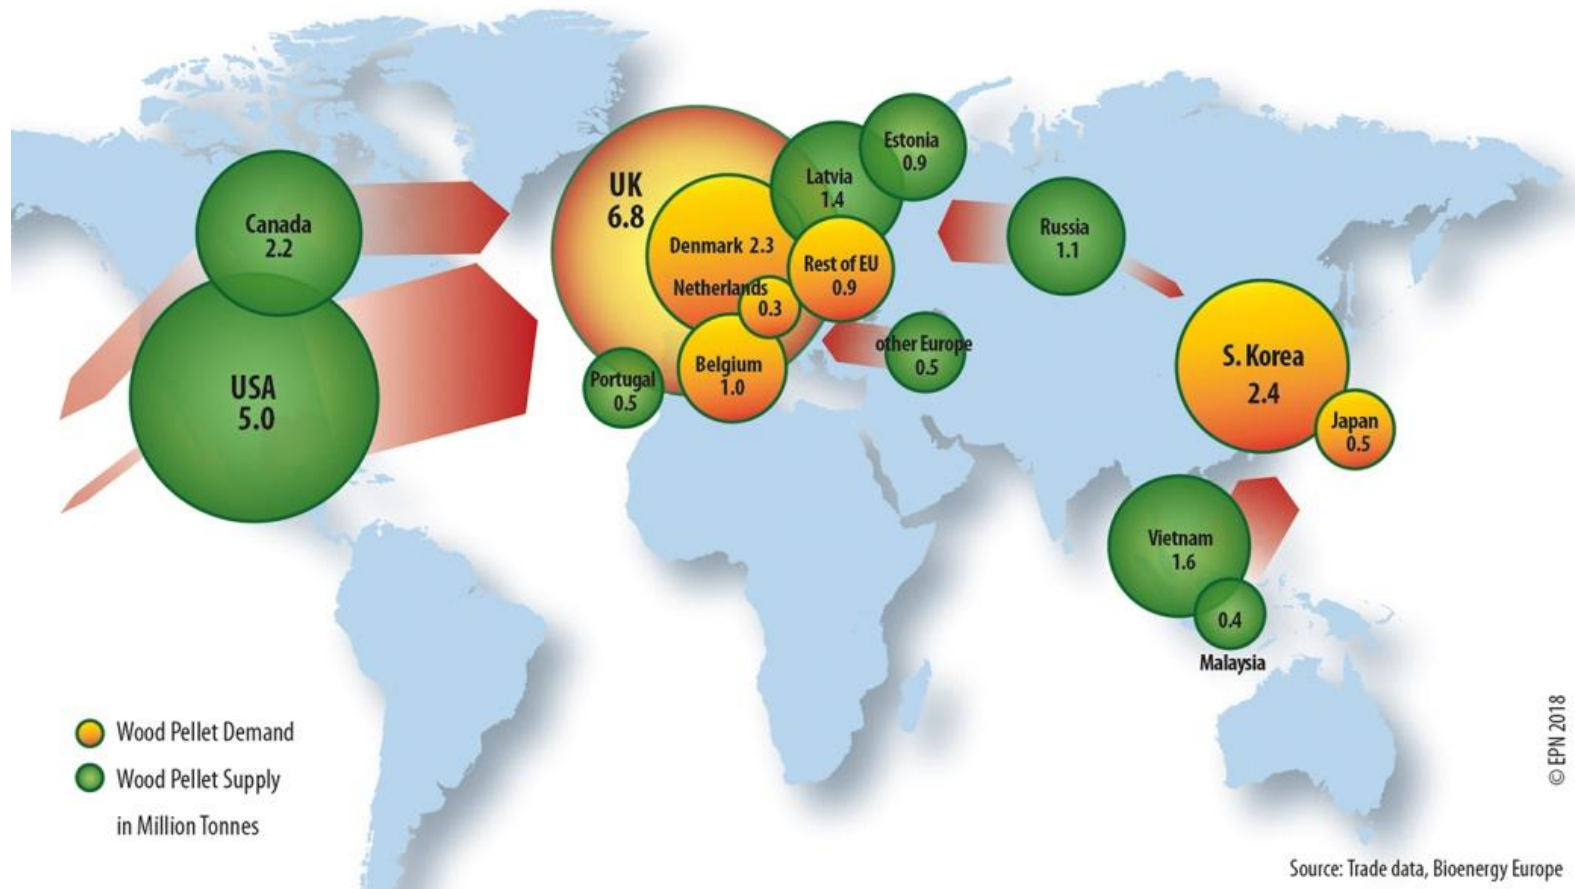 Canada
2.2
USA
5.0
UK
6.8
Denmark 2.3
Netherlands
0.3
Belgium
1.0
Portugal
0.5
Latvia
1.4
Estonia
0.9
Rest of EU
0.9
other Europe
0.5
Russia
1.1
S. Korea
2.4
Japan
0.5
Vietnam
1.6
0.4
Malaysia
Wood Pellet Demand
Wood Pellet Supply
in Million Tonnes
© EPN 2018
Source: Trade data, Bioenergy Europe